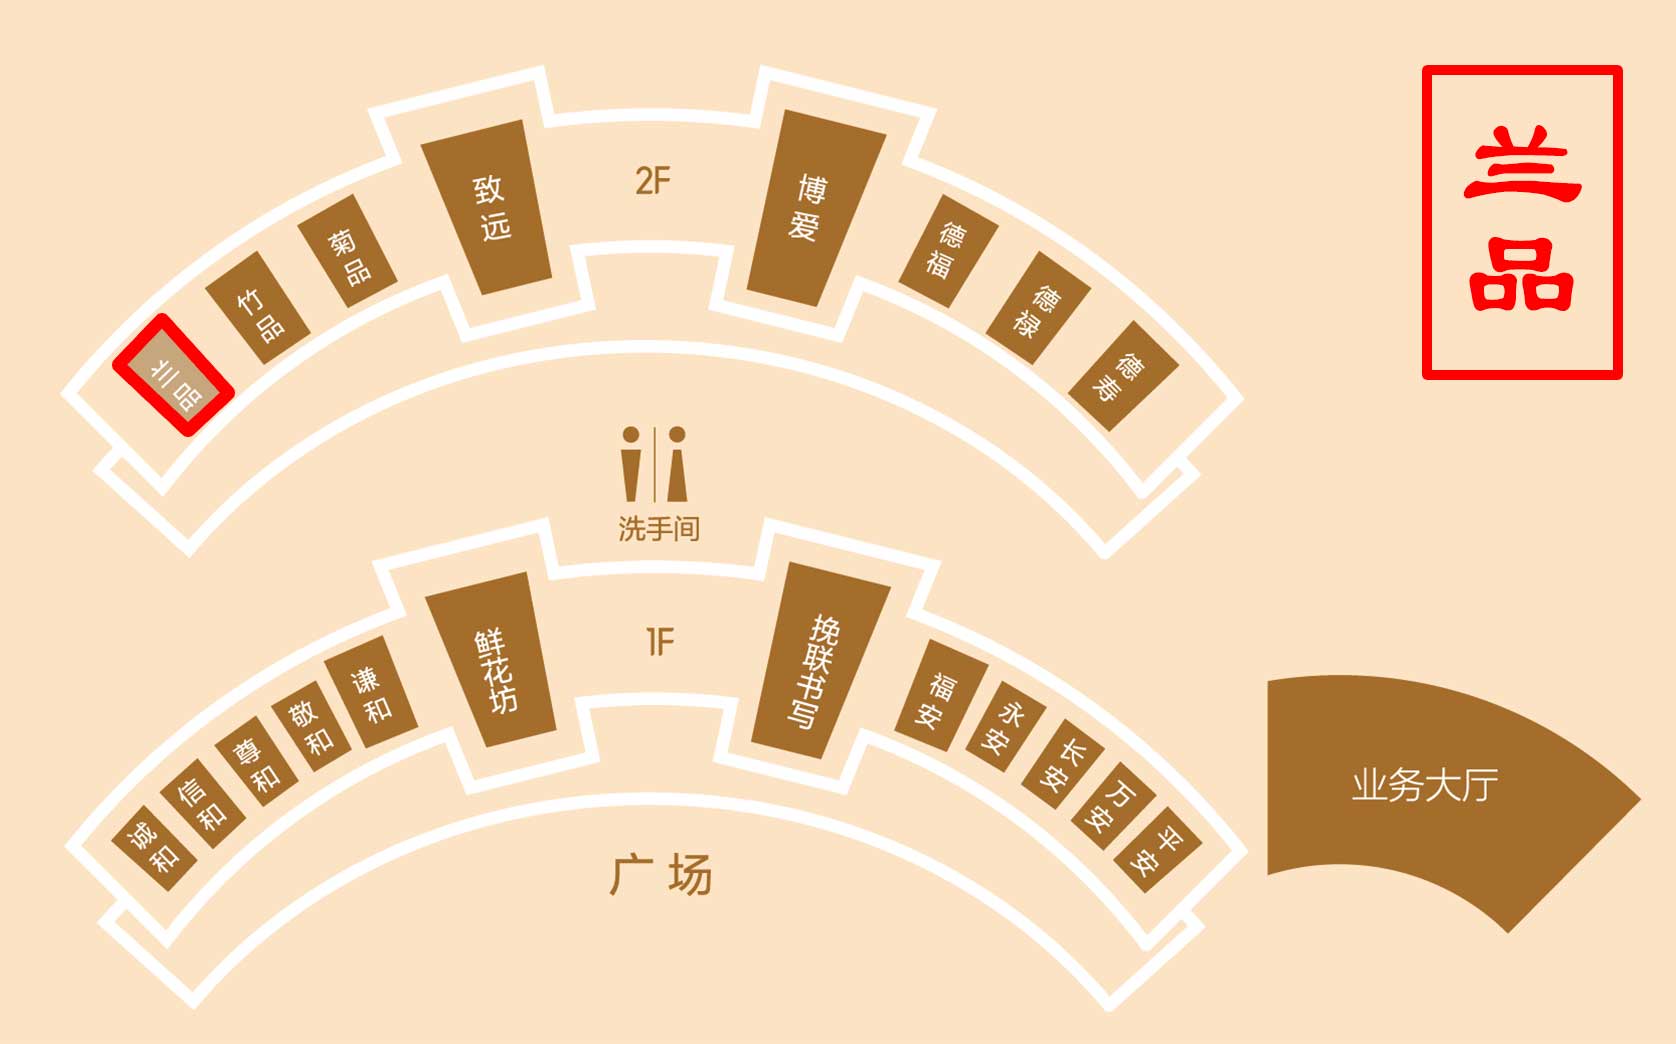 兰品
2F
致远
博爱
菊品
竹品
兰品
德福
德禄
德寿
洗手间
1F
鲜花坊
挽联书写
谦和
敬和
尊和
信和
诚和
福安
永安
长安
万安
平安
业务大厅
广场